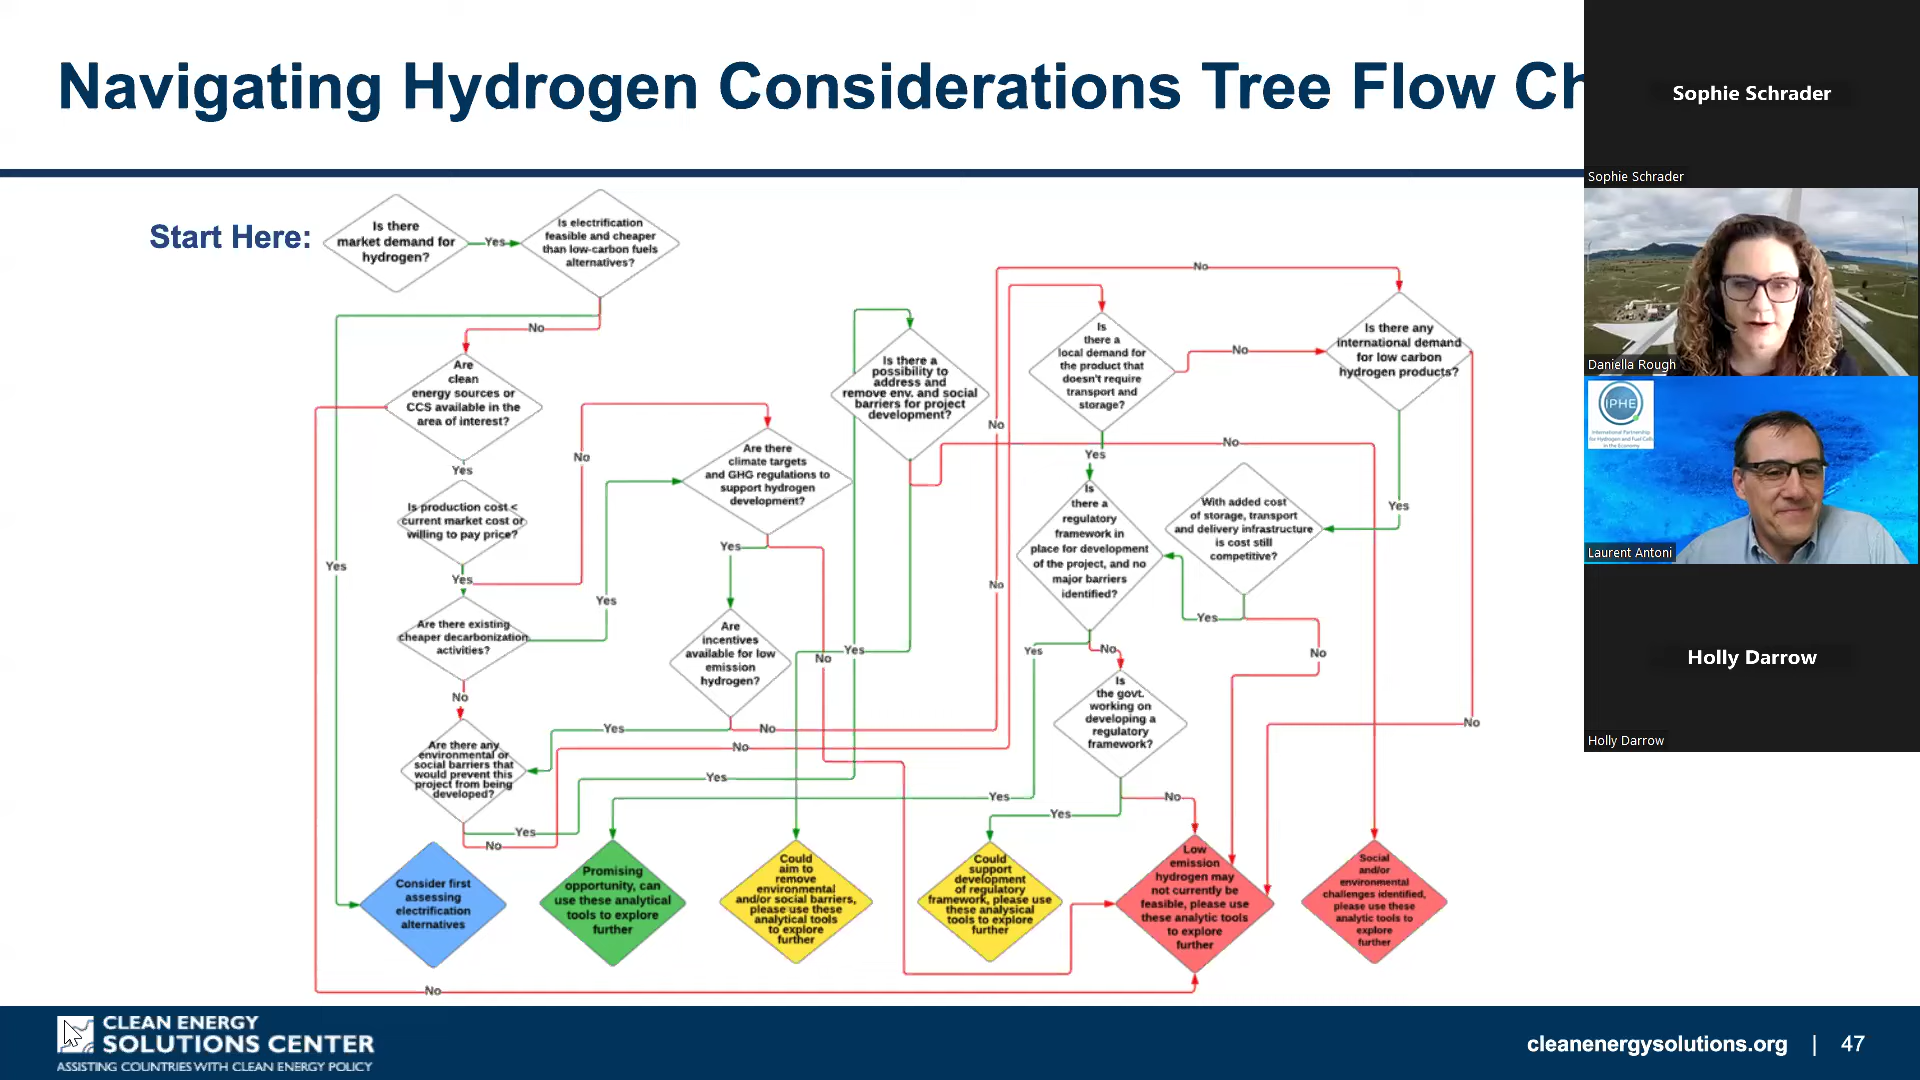 Navigating Hydrogen Considerations Tree Flow Ch
Start Here:
Is there
market demand for
hydrogen?
Yes
Is electrification
feasible and cheaper
than low-carbon fuels
alternatives?
No
Yes
Are
clean
energy sources or
CCS available in the
area of interest?
Yes
No
Is production cost <
current market cost or
willing to pay price?
Yes
No
Are there existing
cheaper decarbonization
activities?
Yes
No
Are there any
environmental or
social barriers that
would prevent this
project from being
developed?
Yes
No
Yes
No
Are there
climate targets
and GHG regulations to
support hydrogen
development?
Yes
No
Are
incentives
available for low
emission
hydrogen?
Yes
No
Is there a
possibility to
address and
remove env. and social
barriers for project
development?
Yes
No
No
No
No
Is
there a
local demand for
the product that
doesn't require
transport and
storage?
No
Yes
Is there any
international demand
for low carbon
hydrogen products?
Yes
No
With added cost
of storage, transport
and delivery infrastructure
is cost still
competitive?
Yes
No
Is
there a
regulatory
framework in
place for development
of the project, and no
major barriers
identified?
Yes
No
Yes
Is
the govt.
working on
developing a
regulatory
framework?
Yes
No
Consider first
assessing
electrification
alternatives
Promising
opportunity, can
use these analytical
tools to explore
further
Could
aim to
remove
environmental
and/or social barriers,
please use these
analytical tools
to explore
further
Could
support
development
of regulatory
framework, please use
these analysical
tools to explore
further
Low
emission
hydrogen may
not currently be
feasible, please use
these analytic tools
to explore
further
Social
and/or
environmental
challenges identified,
please use these
analytic tools to
explore
further
CLEAN ENERGY
SOLUTIONS CENTER
ASSISTING COUNTRIES WITH CLEAN ENERGY POLICY
cleanenergysolutions.org | 47
Sophie Schrader
Sophie Schrader
Daniella Rough
IPHE
International Partnership
for Hydrogen and Fuel Cells
in the Economy
Laurent Antoni
Holly Darrow
Holly Darrow